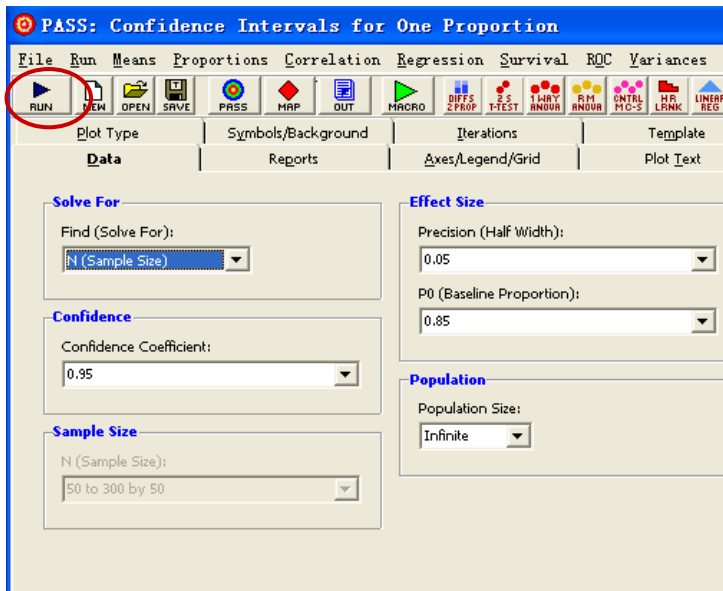 PASS: Confidence Intervals for One Proportion
File Run Means Proportions Correlation Regression Survival ROC Variances
RUN NEW OPEN SAVE PASS MAP OUT MACRO DIFFS 2PROP 2 S T-TEST 1WAY ANOVA RM ANOVA CNTRL MC-S HR LRNK LINEAR REG
Plot Type Symbols/Background Iterations Template
Data Reports Axes/Legend/Grid Plot Text
Solve For
Find (Solve For):
N (Sample Size)
Confidence
Confidence Coefficient:
0.95
Sample Size
N (Sample Size):
50 to 300 by 50
Effect Size
Precision (Half Width):
0.05
P0 (Baseline Proportion):
0.85
Population
Population Size:
Infinite